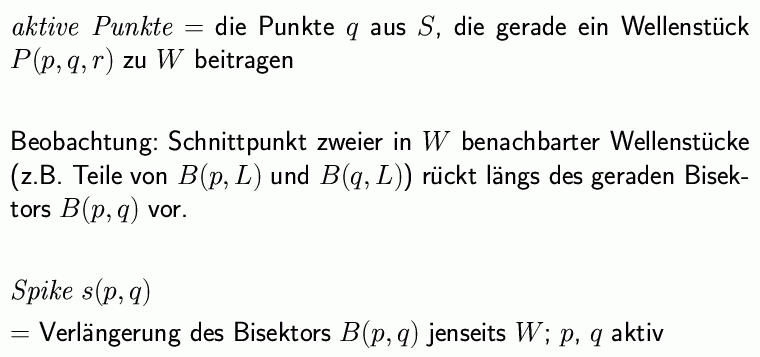 aktive Punkte = die Punkte q aus S, die gerade ein Wellenstück
P(p, q, r) zu W beitragen
Beobachtung: Schnittpunkt zweier in W benachbarter Wellenstücke
(z.B. Teile von B(p, L) und B(q, L)) rückt längs des geraden Bisek-
tors B(p, q) vor.
Spike s(p, q)
= Verlängerung des Bisektors B(p, q) jenseits W; p, q aktiv